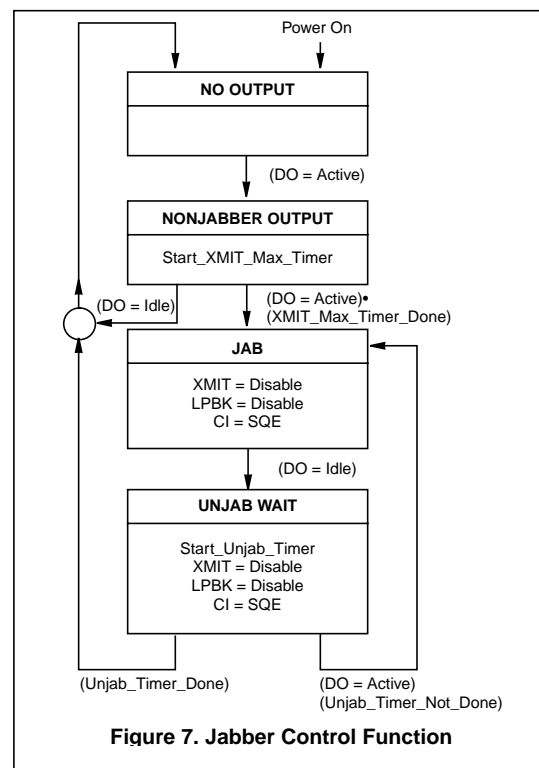 Power On
NO OUTPUT
(DO = Active)
NONJABBER OUTPUT
Start_XMIT_Max_Timer
(DO = Idle)
(DO = Active)•
(XMIT_Max_Timer_Done)
JAB
XMIT = Disable
LPBK = Disable
CI = SQE
(DO = Idle)
UNJAB WAIT
Start_Unjab_Timer
XMIT = Disable
LPBK = Disable
CI = SQE
(Unjab_Timer_Done)
(DO = Active)
(Unjab_Timer_Not_Done)
Figure 7. Jabber Control Function